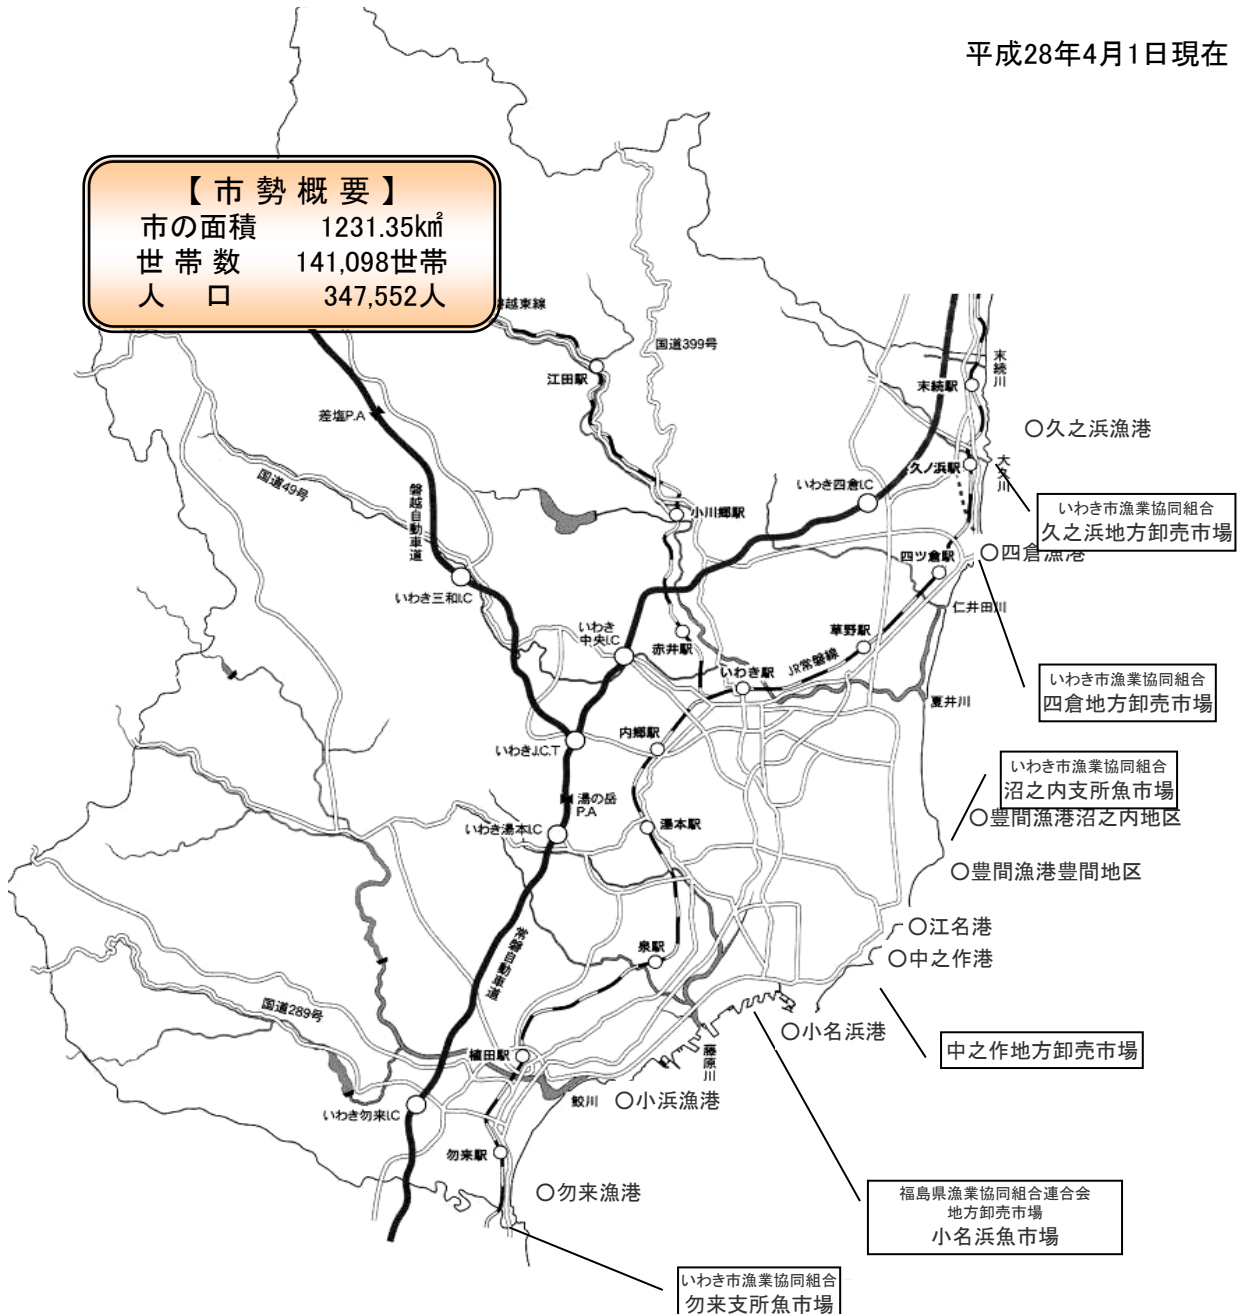 平成28年4月1日現在
【市勢概要】
市の面積 1231.35㎢
世帯数 141,098世帯
人口 347,552人
越東線
国道399号
江田駅
末続川
末続駅
差塩P.A
○久之浜漁港
久ノ浜駅
大久川
国道49号
磐越自動車道
いわき四倉I.C
小川郷駅
いわき市漁業協同組合
久之浜地方卸売市場
○四倉漁港
四ツ倉駅
いわき三和I.C
仁井田川
いわき
中央I.C
赤井駅
草野駅
いわき駅
JR常磐線
いわき市漁業協同組合
四倉地方卸売市場
夏井川
内郷駅
いわきJ.C.T
いわき市漁業協同組合
沼之内支所魚市場
湯の岳
P.A
○豊間漁港沼之内地区
いわき湯本I.C
湯本駅
○豊間漁港豊間地区
○江名港
常磐自動車道
泉駅
○中之作港
国道289号
○小名浜港
中之作地方卸売市場
植田駅
藤原川
鮫川
○小浜漁港
いわき勿来I.C
勿来駅
○勿来漁港
福島県漁業協同組合連合会
地方卸売市場
小名浜魚市場
いわき市漁業協同組合
勿来支所魚市場